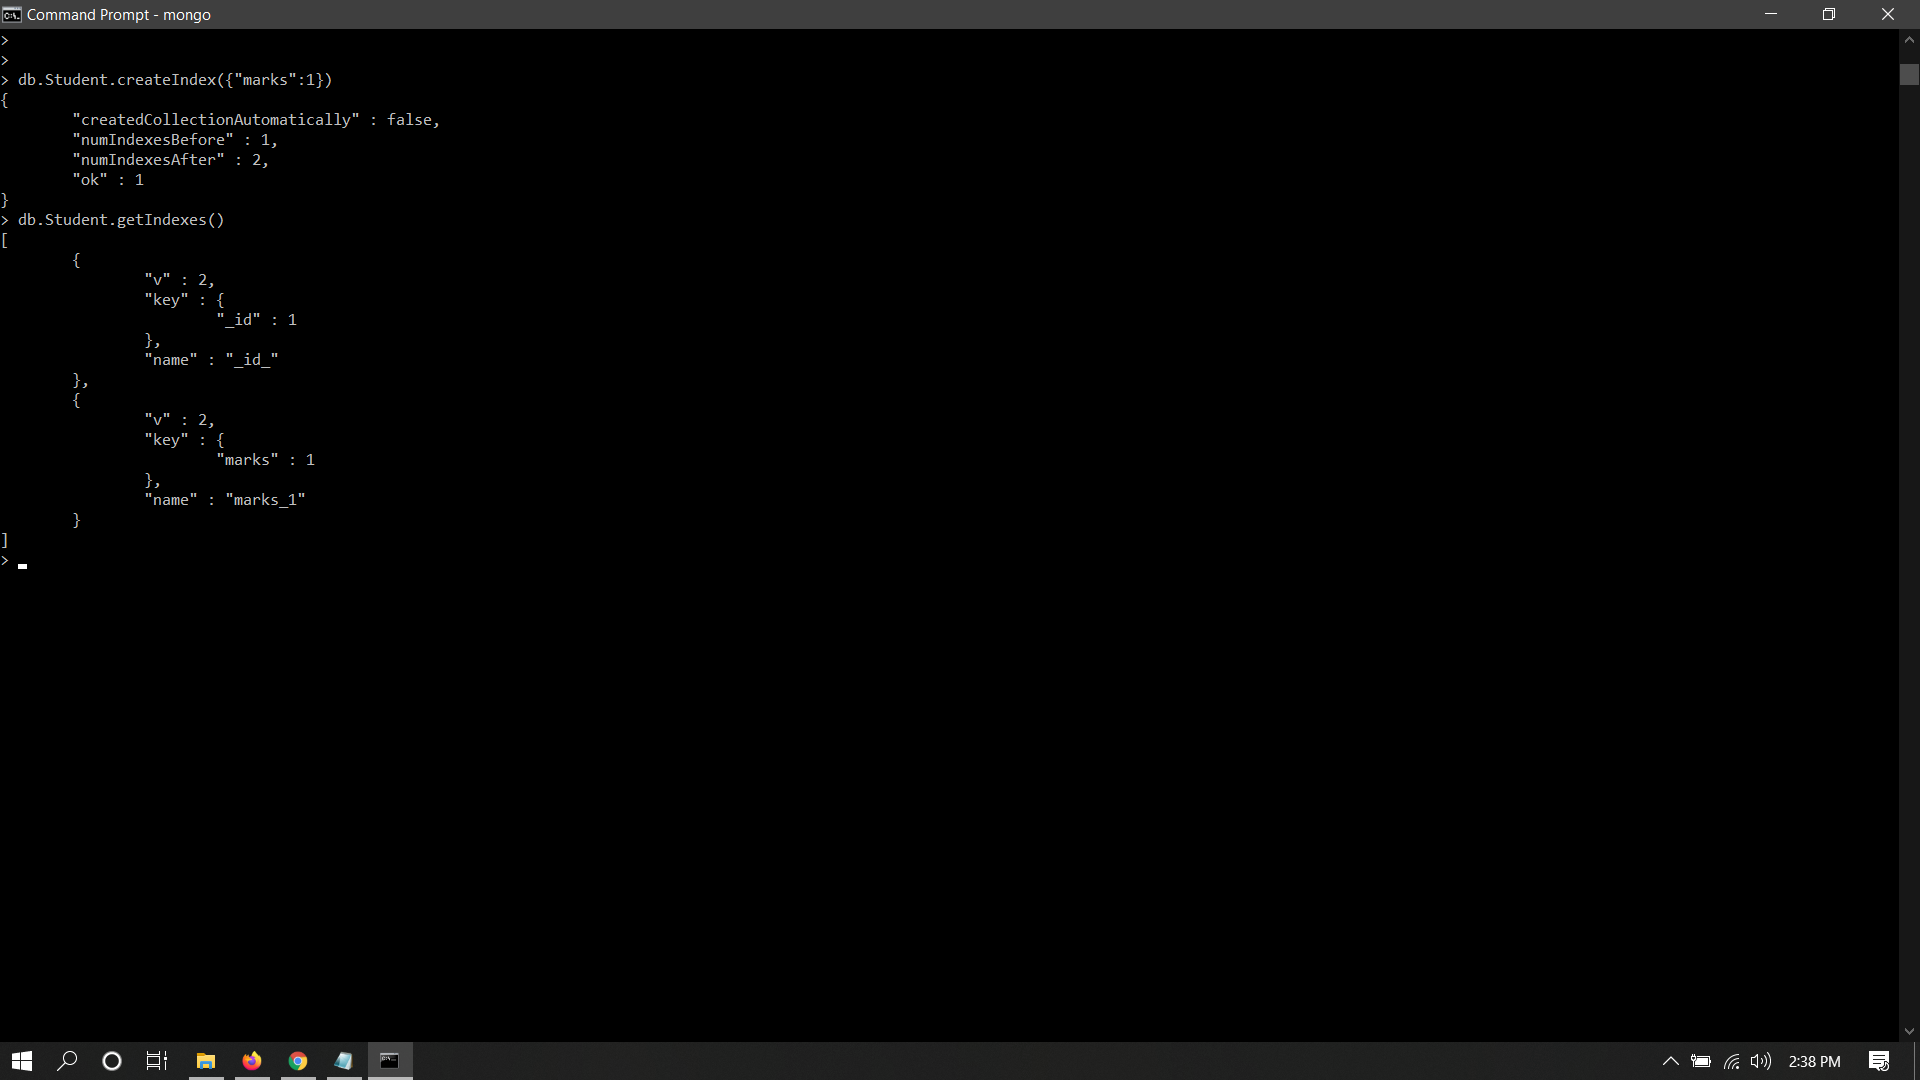 Command Prompt - mongo
>
>
> db.Student.createIndex({"marks":1})
{
        "createdCollectionAutomatically" : false,
        "numIndexesBefore" : 1,
        "numIndexesAfter" : 2,
        "ok" : 1
}
> db.Student.getIndexes()
[
        {
                "v" : 2,
                "key" : {
                        "_id" : 1
                },
                "name" : "_id_"
        },
        {
                "v" : 2,
                "key" : {
                        "marks" : 1
                },
                "name" : "marks_1"
        }
]
>
2:38 PM